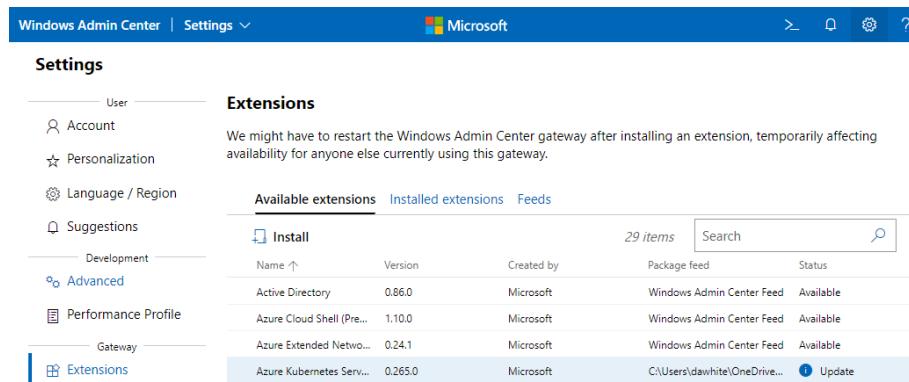 Windows Admin Center | Settings
Microsoft
?
Settings
User
Account
Personalization
Language / Region
Suggestions
Development
Advanced
Performance Profile
Gateway
Extensions
Extensions
We might have to restart the Windows Admin Center gateway after installing an extension, temporarily affecting
availability for anyone else currently using this gateway.
Available extensions Installed extensions Feeds
Install 29 items Search
Name ↑ Version Created by Package feed Status
Active Directory 0.86.0 Microsoft Windows Admin Center Feed Available
Azure Cloud Shell (Pre... 1.10.0 Microsoft Windows Admin Center Feed Available
Azure Extended Netwo... 0.24.1 Microsoft Windows Admin Center Feed Available
Azure Kubernetes Serv... 0.265.0 Microsoft C:\Users\dawhite\OneDrive... Update